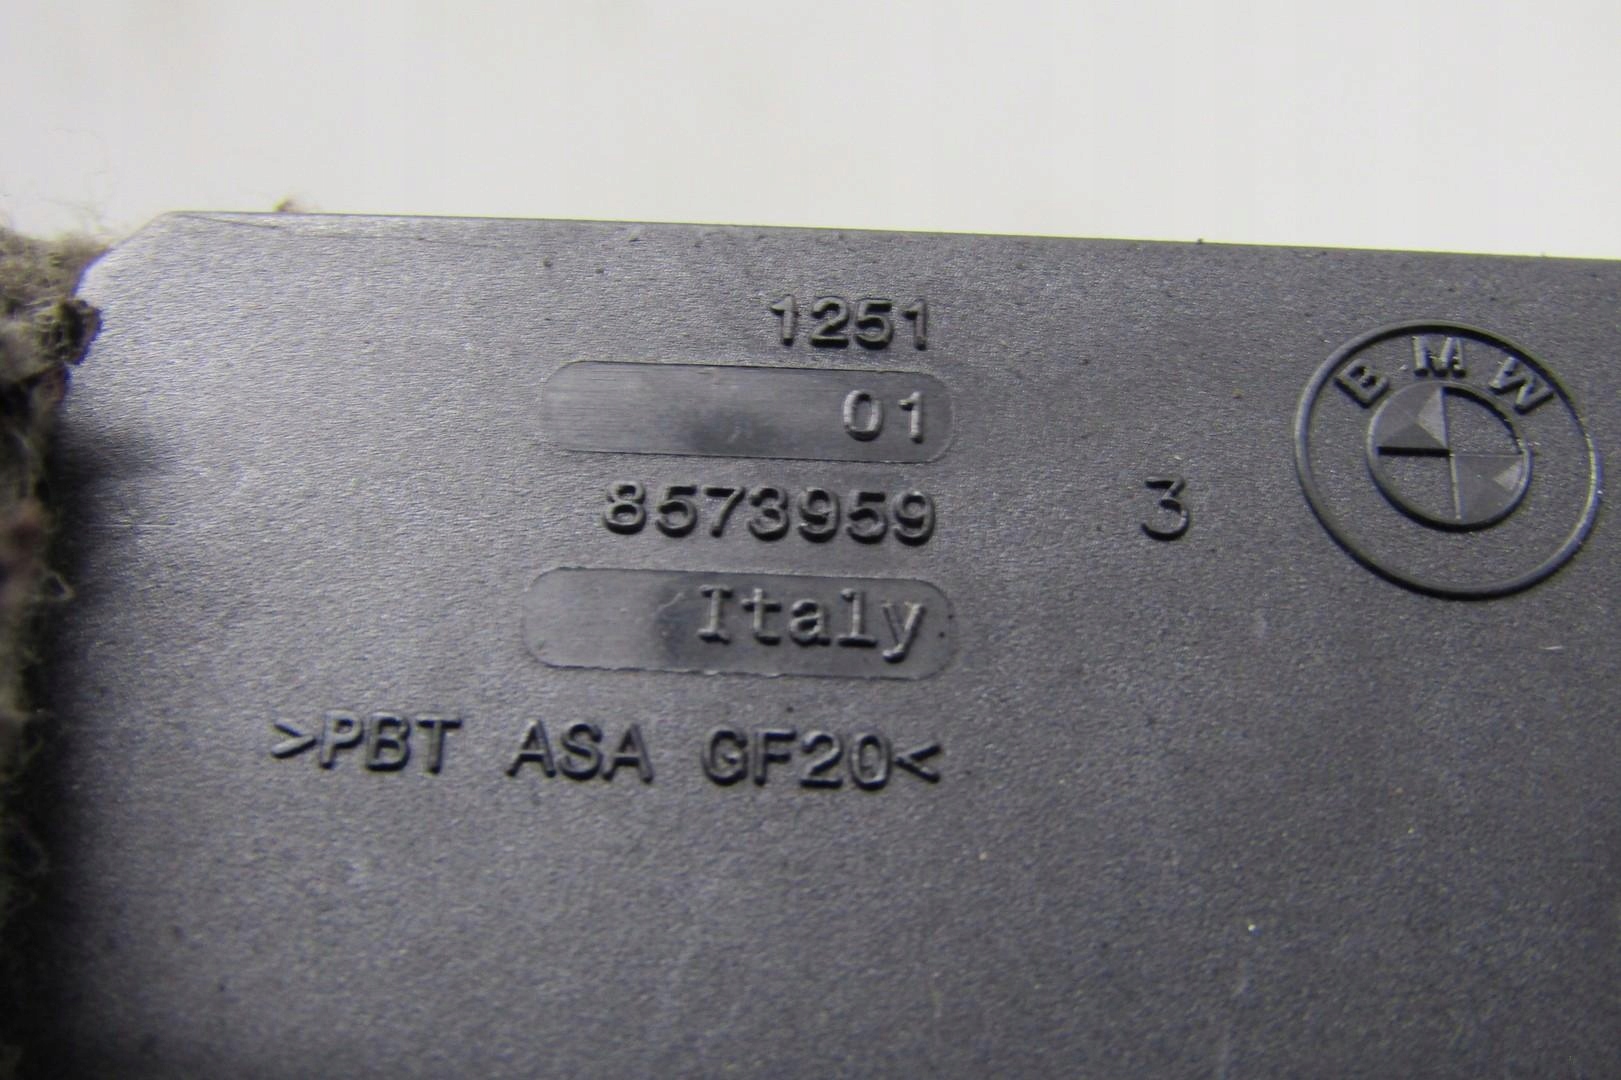 1251
01
8573959
3
BMW
Italy
>PBT ASA GF20<